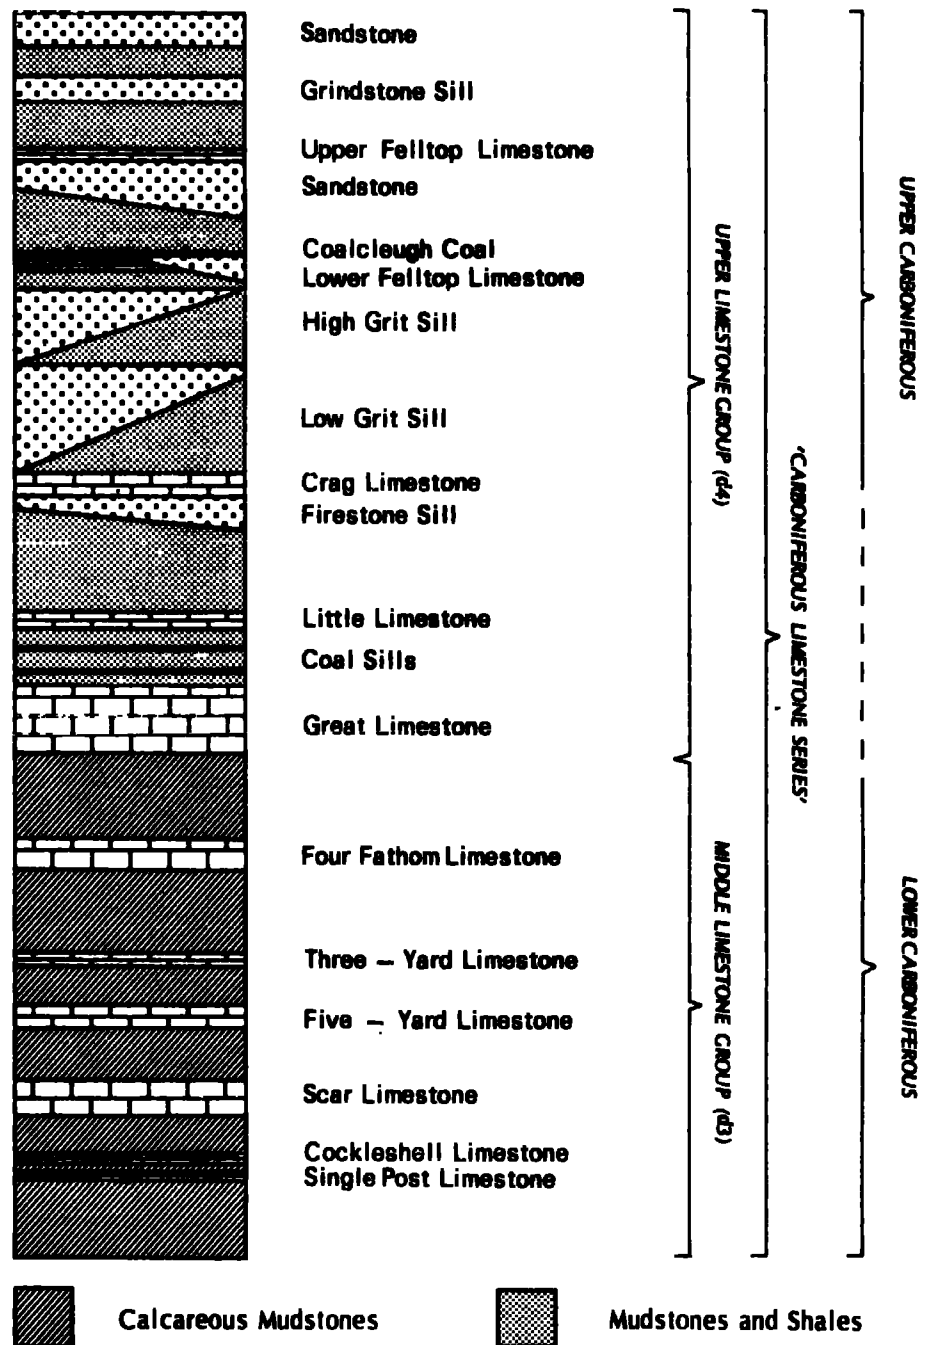 Sandstone
Grindstone Sill
Upper Felltop Limestone
Sandstone
Coalcleugh Coal
Lower Felltop Limestone
High Grit Sill
Low Grit Sill
Crag Limestone
Firestone Sill
Little Limestone
Coal Sills
Great Limestone
Four Fathom Limestone
Three – Yard Limestone
Five – Yard Limestone
Scar Limestone
Cockleshell Limestone
Single Post Limestone
UPPER LIMESTONE GROUP (d4)
MIDDLE LIMESTONE GROUP (d3)
'CARBONIFEROUS LIMESTONE SERIES'
UPPER CARBONIFEROUS
LOWER CARBONIFEROUS
Calcareous Mudstones
Mudstones and Shales